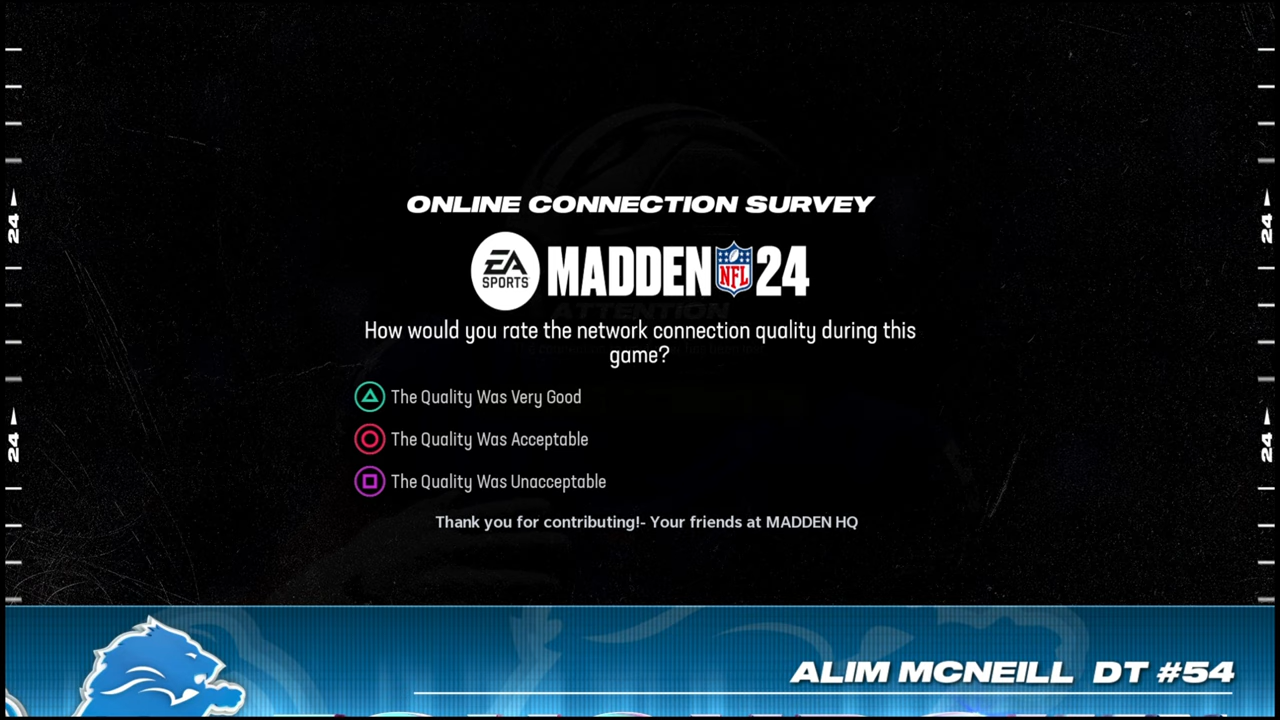 ONLINE CONNECTION SURVEY
EA SPORTS MADDEN NFL 24
ATTENTION
How would you rate the network connection quality during this
game?
The Quality Was Very Good
The Quality Was Acceptable
The Quality Was Unacceptable
Thank you for contributing!- Your friends at MADDEN HQ
24
24
24
24
ALIM MCNEILL DT #54